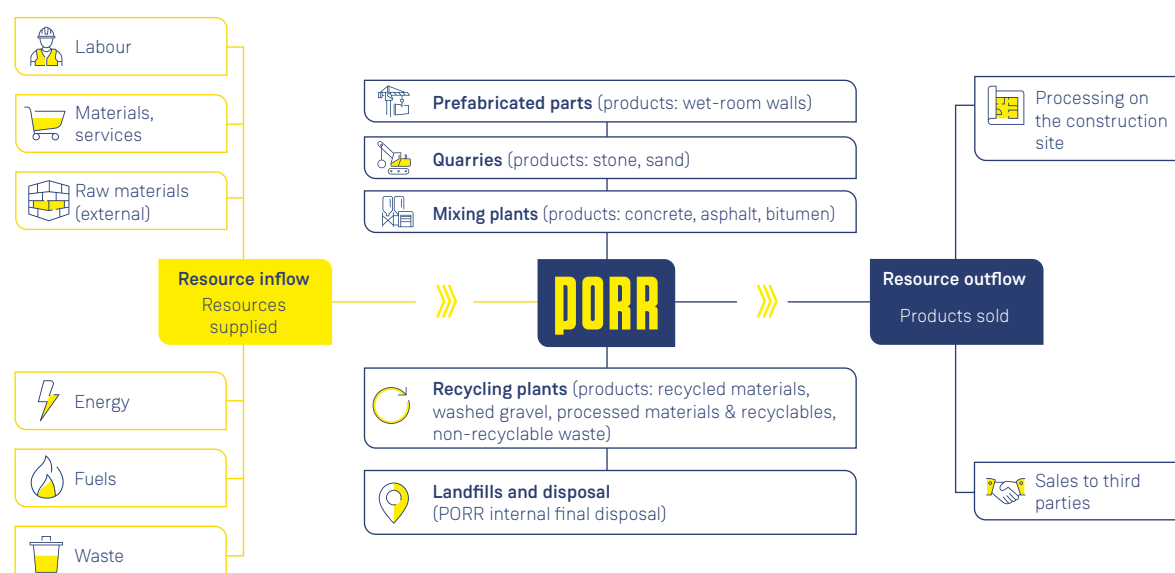 Labour
Materials,
services
Raw materials
(external)
Resource inflow
Resources
supplied
Energy
Fuels
Waste
Prefabricated parts (products: wet-room walls)
Quarries (products: stone, sand)
Mixing plants (products: concrete, asphalt, bitumen)
PORR
Recycling plants (products: recycled materials,
washed gravel, processed materials & recyclables,
non-recyclable waste)
Landfills and disposal
(PORR internal final disposal)
Processing on
the construction
site
Resource outflow
Products sold
Sales to third
parties